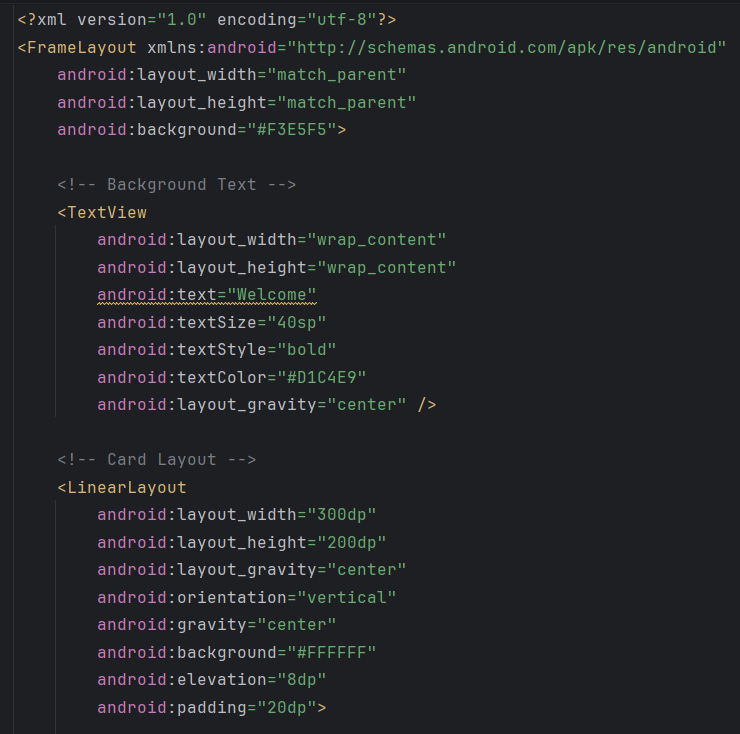 <?xml version="1.0" encoding="utf-8"?>
<FrameLayout xmlns:android="http://schemas.android.com/apk/res/android"
    android:layout_width="match_parent"
    android:layout_height="match_parent"
    android:background="#F3E5F5">

    <!-- Background Text -->
    <TextView
        android:layout_width="wrap_content"
        android:layout_height="wrap_content"
        android:text="Welcome"
        android:textSize="40sp"
        android:textStyle="bold"
        android:textColor="#D1C4E9"
        android:layout_gravity="center" />

    <!-- Card Layout -->
    <LinearLayout
        android:layout_width="300dp"
        android:layout_height="200dp"
        android:layout_gravity="center"
        android:orientation="vertical"
        android:gravity="center"
        android:background="#FFFFFF"
        android:elevation="8dp"
        android:padding="20dp">